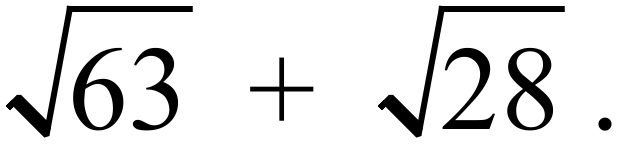 √63 + √28 .